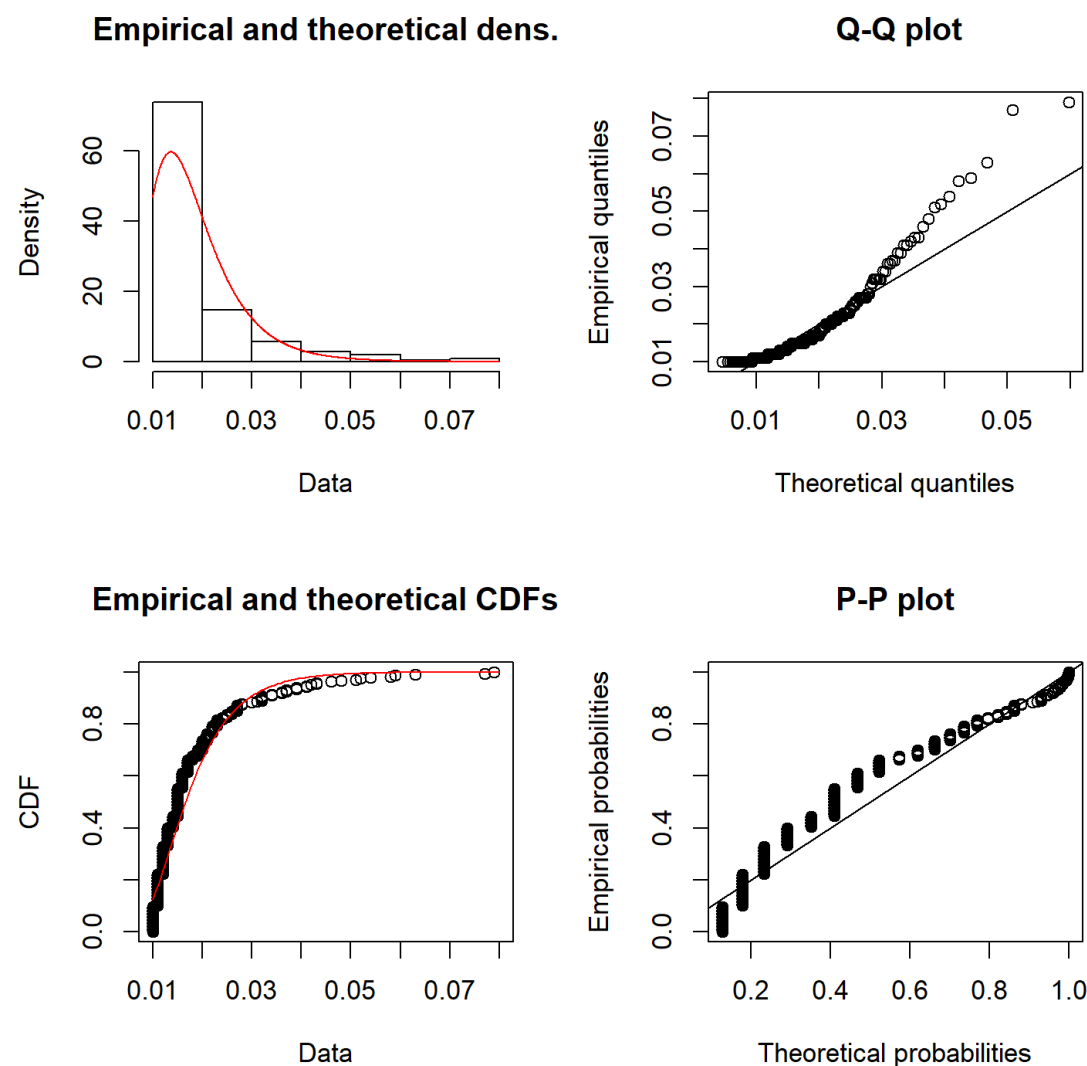 Empirical and theoretical dens.
Density
0 20 40 60
0.01 0.03 0.05 0.07
Data
Q-Q plot
Empirical quantiles
0.01 0.03 0.05 0.07
0.01 0.03 0.05
Theoretical quantiles
Empirical and theoretical CDFs
CDF
0.0 0.4 0.8
0.01 0.03 0.05 0.07
Data
P-P plot
Empirical probabilities
0.0 0.4 0.8
0.2 0.4 0.6 0.8 1.0
Theoretical probabilities